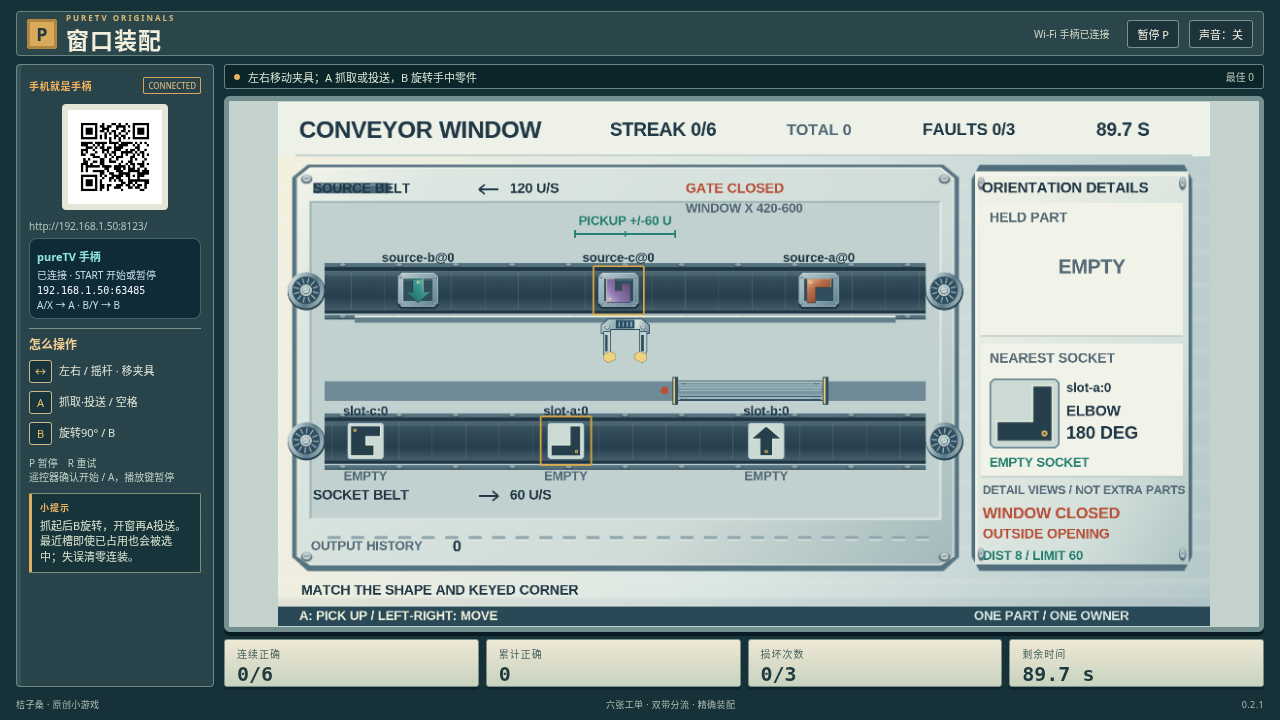 P
PURETV ORIGINALS
窗口装配
Wi-Fi 手柄已连接
暂停 P
声音：关
手机就是手柄
CONNECTED
http://192.168.1.50:8123/
pureTV 手柄
已连接 · START 开始或暂停
192.168.1.50:63485
A/X → A · B/Y → B
怎么操作
↔ 左右 / 摇杆 · 移夹具
A 抓取·投送 / 空格
B 旋转90° / B
P 暂停 R 重试
遥控器确认开始 / A，播放键暂停
小提示
抓起后B旋转，开窗再A投送。
最近槽即使已占用也会被选
中；失误清零连装。
左右移动夹具；A 抓取或投送，B 旋转手中零件
最佳 0
CONVEYOR WINDOW
STREAK 0/6
TOTAL 0
FAULTS 0/3
89.7 S
SOURCE BELT
← 120 U/S
GATE CLOSED
WINDOW X 420-600
PICKUP +/-60 U
source-b@0
source-c@0
source-a@0
slot-c:0
slot-a:0
slot-b:0
EMPTY
EMPTY
EMPTY
SOCKET BELT
→ 60 U/S
OUTPUT HISTORY 0
ORIENTATION DETAILS
HELD PART
EMPTY
NEAREST SOCKET
slot-a:0
ELBOW
180 DEG
EMPTY SOCKET
DETAIL VIEWS / NOT EXTRA PARTS
WINDOW CLOSED
OUTSIDE OPENING
DIST 8 / LIMIT 60
MATCH THE SHAPE AND KEYED CORNER
A: PICK UP / LEFT-RIGHT: MOVE
ONE PART / ONE OWNER
连续正确
0/6
累计正确
0
损坏次数
0/3
剩余时间
89.7 s
桔子桑 · 原创小游戏
六张工单 · 双带分流 · 精确装配
0.2.1